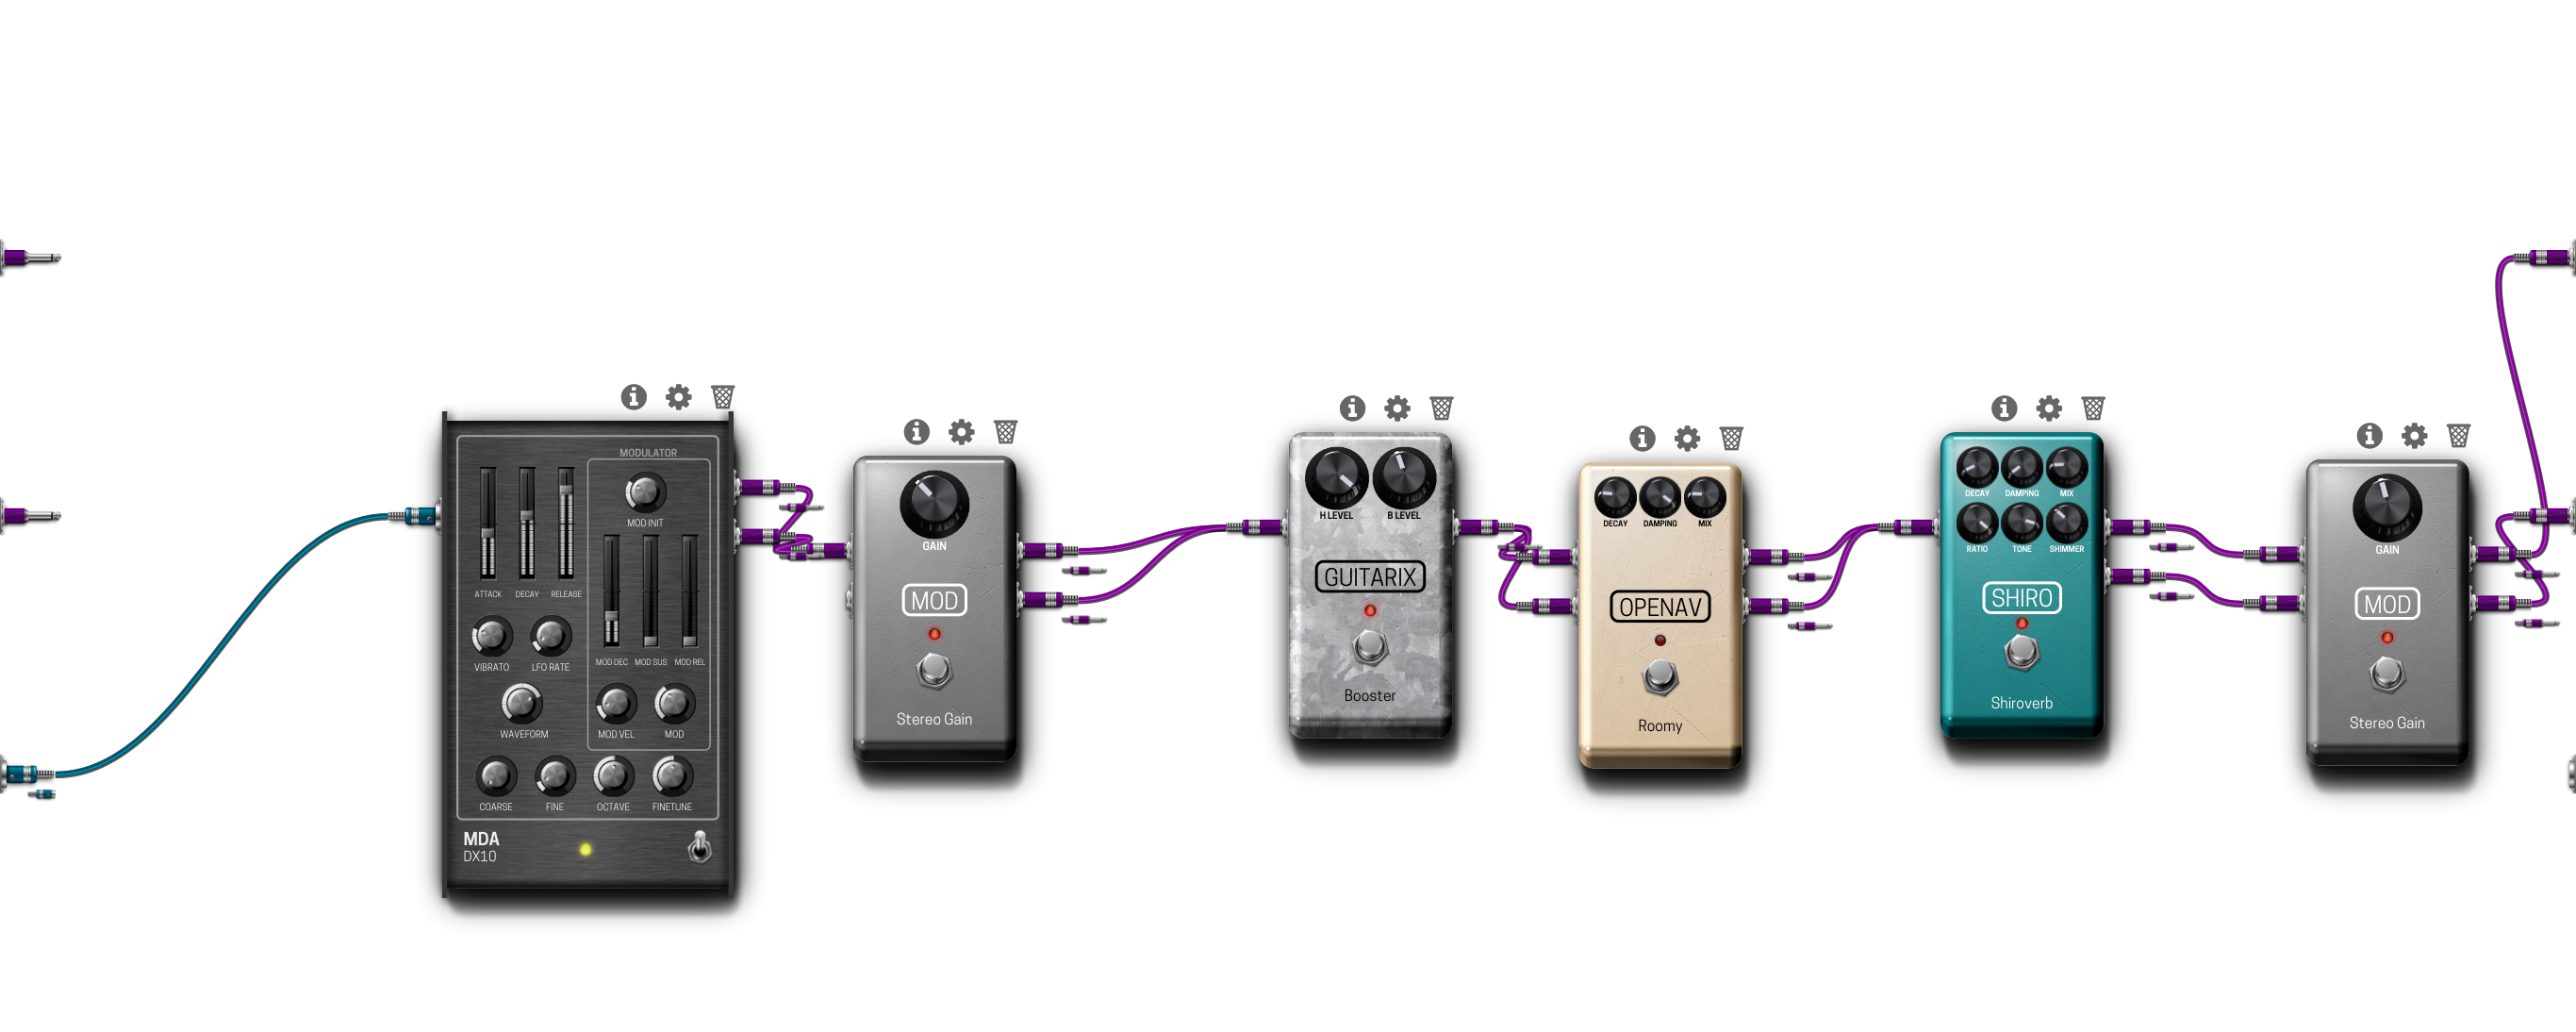 MODULATOR
MOD INIT
ATTACK DECAY RELEASE
MOD DEC MOD SUS MOD REL
VIBRATO LFO RATE
WAVEFORM MOD VEL MOD
COARSE FINE OCTAVE FINETUNE
MDA
DX10
GAIN
MOD
Stereo Gain
H LEVEL B LEVEL
GUITARIX
Booster
DECAY DAMPING MIX
OPENAV
Roomy
DECAY DAMPING MIX
RATIO TONE SHIMMER
SHIRO
Shiroverb
GAIN
MOD
Stereo Gain